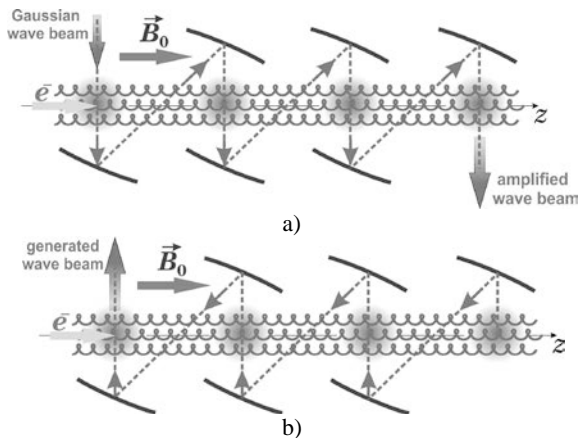 Gaussian
wave beam
B₀
e⁻
z
amplified
wave beam
a)
generated
wave beam
B₀
e⁻
z
b)